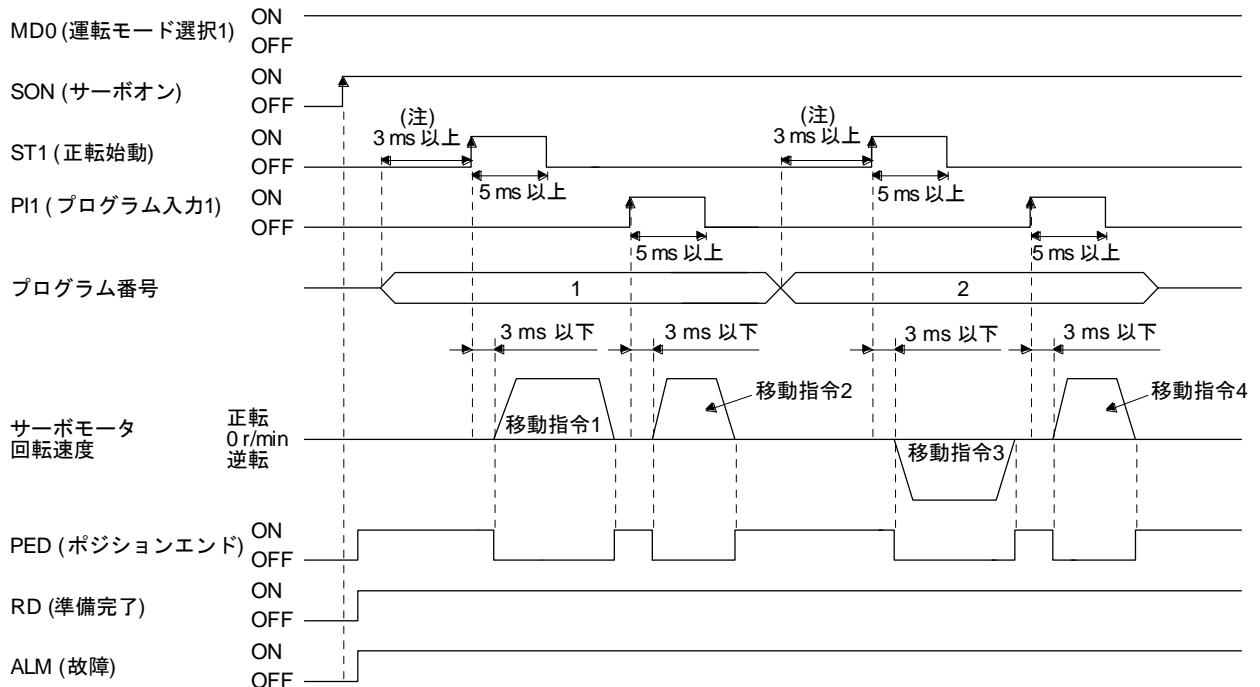 MD0 (運転モード選択1)
ON
OFF
SON (サーボオン)
ON
OFF
ST1 (正転始動)
ON
OFF
(注)
3 ms 以上
5 ms 以上
(注)
3 ms 以上
5 ms 以上
PI1 (プログラム入力1)
ON
OFF
5 ms 以上
5 ms 以上
プログラム番号
1
2
3 ms 以下
3 ms 以下
3 ms 以下
3 ms 以下
サーボモータ
回転速度
正転
0 r/min
逆転
移動指令1
移動指令2
移動指令3
移動指令4
PED (ポジションエンド)
ON
OFF
RD (準備完了)
ON
OFF
ALM (故障)
ON
OFF